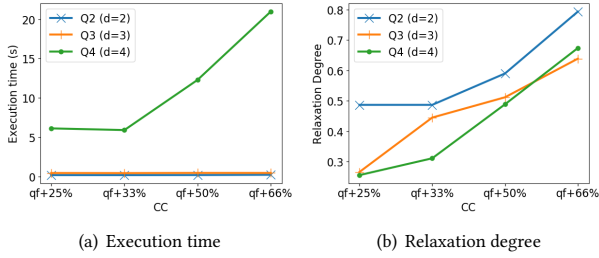 Q2 (d=2)
Q3 (d=3)
Q4 (d=4)
Execution time (s)
20
15
10
5
0
qf+25% qf+33% qf+50% qf+66%
CC
(a) Execution time
Q2 (d=2)
Q3 (d=3)
Q4 (d=4)
Relaxation Degree
0.8
0.7
0.6
0.5
0.4
0.3
qf+25% qf+33% qf+50% qf+66%
CC
(b) Relaxation degree